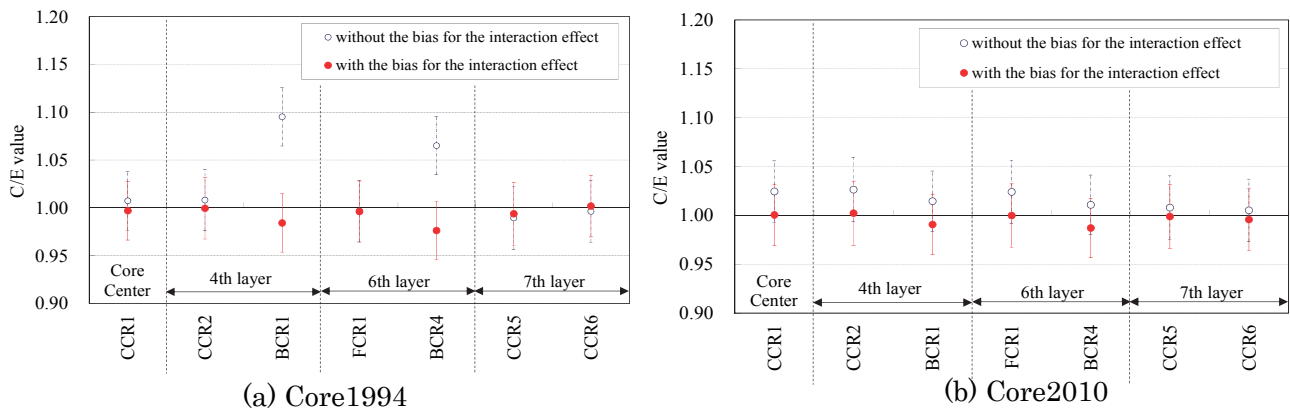 1.20
1.15
1.10
1.05
1.00
0.95
0.90
C/E value
without the bias for the interaction effect
with the bias for the interaction effect
Core
Center
4th layer
6th layer
7th layer
CCR1
CCR2
BCR1
FCR1
BCR4
CCR5
CCR6
(a) Core1994
1.20
1.15
1.10
1.05
1.00
0.95
0.90
C/E value
without the bias for the interaction effect
with the bias for the interaction effect
Core
Center
4th layer
6th layer
7th layer
CCR1
CCR2
BCR1
FCR1
BCR4
CCR5
CCR6
(b) Core2010